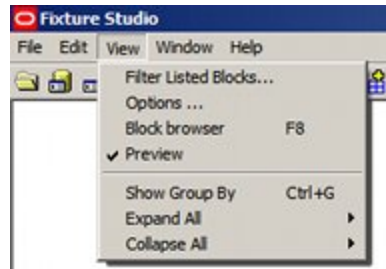 Fixture Studio
File Edit View Window Help
Filter Listed Blocks...
Options ...
Block browser F8
Preview
Show Group By Ctrl+G
Expand All
Collapse All